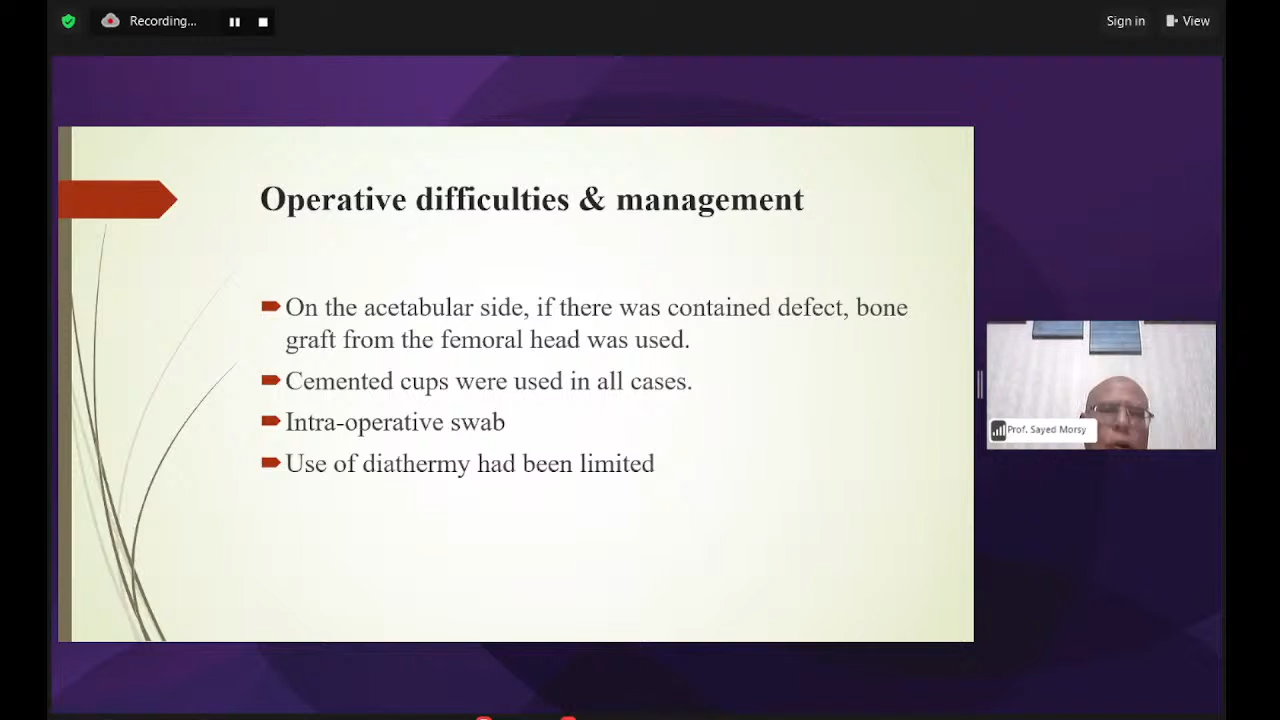 Recording...
Sign in
View
Operative difficulties & management
On the acetabular side, if there was contained defect, bone
graft from the femoral head was used.
Cemented cups were used in all cases.
Intra-operative swab
Use of diathermy had been limited
Prof. Sayed Morsy